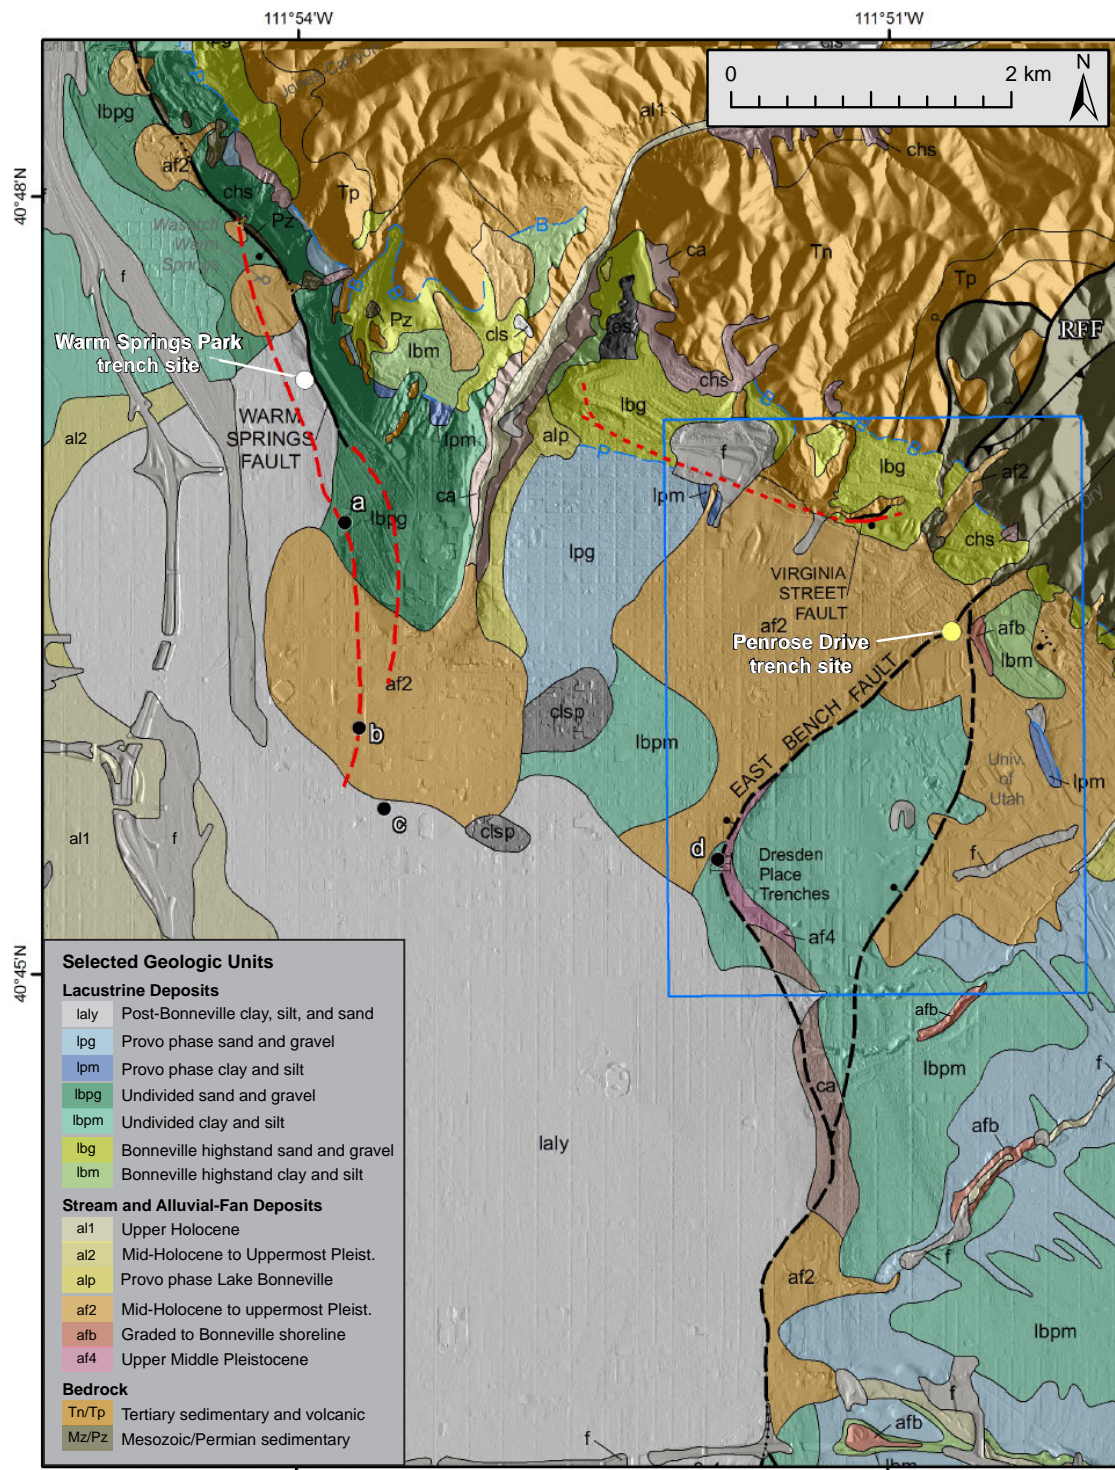 111°54'W
111°51'W
40°48'N
40°45'N
0
2 km
N
lbpg
af2
chs
Pz
Tp
Wasatch
Warm
Springs
f
P
B
B
B
al1
cls
chs
Tn
Tp
ca
RFF
Pz
lbm
cls
chs
lbg
Warm Springs Park
trench site
WARM
SPRINGS
FAULT
al2
lpm
alp
P
ca
lbpg
a
f
lpm
lbg
B
B
B
af2
chs
lpg
VIRGINIA
STREET
FAULT
af2
Penrose Drive
trench site
afb
lbm
af2
b
c
clsp
lbpm
EAST BENCH FAULT
Univ.
of
Utah
lpm
al1
f
clsp
d
Dresden
Place
Trenches
f
af4
afb
lbpm
f
ca
afb
laly
f
af2
lbpm
f
afb
f
lbm
Selected Geologic Units
Lacustrine Deposits
laly Post-Bonneville clay, silt, and sand
lpg Provo phase sand and gravel
lpm Provo phase clay and silt
lbpg Undivided sand and gravel
lbpm Undivided clay and silt
lbg Bonneville highstand sand and gravel
lbm Bonneville highstand clay and silt
Stream and Alluvial-Fan Deposits
al1 Upper Holocene
al2 Mid-Holocene to Uppermost Pleist.
alp Provo phase Lake Bonneville
af2 Mid-Holocene to uppermost Pleist.
afb Graded to Bonneville shoreline
af4 Upper Middle Pleistocene
Bedrock
Tn/Tp Tertiary sedimentary and volcanic
Mz/Pz Mesozoic/Permian sedimentary